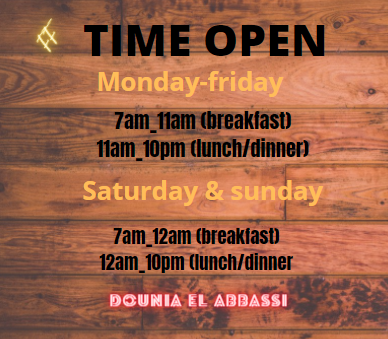 TIME OPEN
Monday-friday
7am_11am (breakfast)
11am_10pm (lunch/dinner)
Saturday & sunday
7am_12am (breakfast)
12am_10pm (lunch/dinner
DOUNIA EL ABBASSI